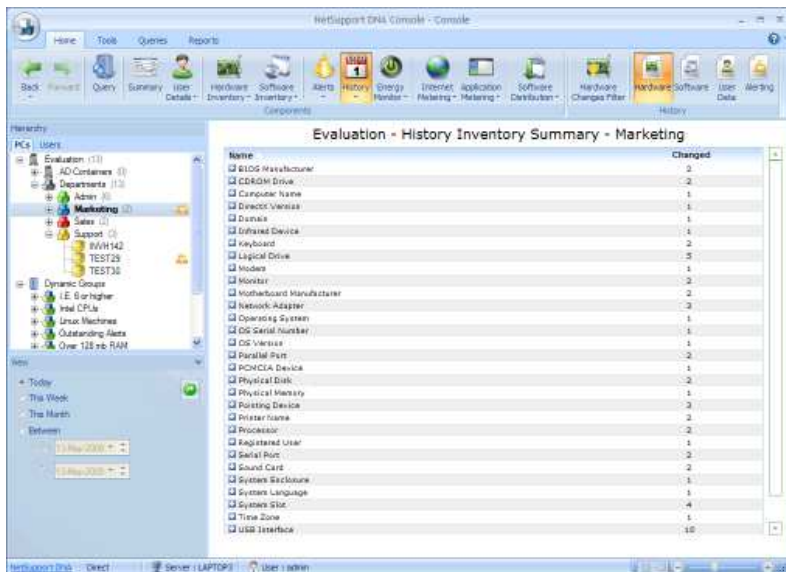 NetSupport DNA Console - Console
Home Tools Queries Reports
Back Forward Query Summary User Details Hardware Inventory Software Inventory Alerts History Energy Monitor Internet Metering Application Metering Software Distribution Hardware Changes Filter Hardware Software User Data Alerting
Components History
Hierarchy
PCs Users
Evaluation (13)
AD Containers (0)
Departments (13)
Admin (6)
Marketing (2)
Sales (2)
Support (3)
INVH142
TEST29
TEST30
Dynamic Groups
I.E. 6 or higher
Intel CPUs
Linux Machines
Outstanding Alerts
Over 128 mb RAM
View
Today
This Week
This Month
Between
Evaluation - History Inventory Summary - Marketing
Name Changed
BIOS Manufacturer 2
CDROM Drive 2
Computer Name 1
DirectX Version 1
Domain 1
Infrared Device 1
Keyboard 2
Logical Drive 5
Modem 1
Monitor 2
Motherboard Manufacturer 2
Network Adapter
Operating System 1
OS Serial Number 1
OS Version 1
Parallel Port 2
PCMCIA Device 1
Physical Disk 2
Physical Memory 1
Pointing Device
Printer Name 2
Processor 2
Registered User 1
Serial Port 2
Sound Card 2
System Enclosure 1
System Language 1
System Slot 4
Time Zone 1
USB Interface 10
NetSupport DNA Direct Server : LAPTOP3 User : admin